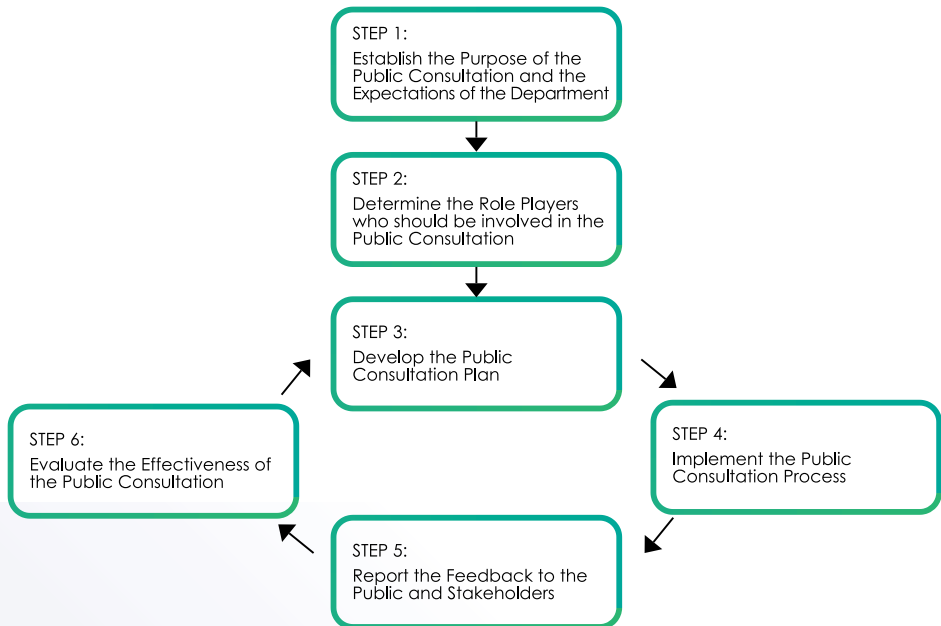 STEP 1:
Establish the Purpose of the
Public Consultation and the
Expectations of the Department
STEP 2:
Determine the Role Players
who should be involved in the
Public Consultation
STEP 3:
Develop the Public
Consultation Plan
STEP 4:
Implement the Public
Consultation Process
STEP 5:
Report the Feedback to the
Public and Stakeholders
STEP 6:
Evaluate the Effectiveness of
the Public Consultation